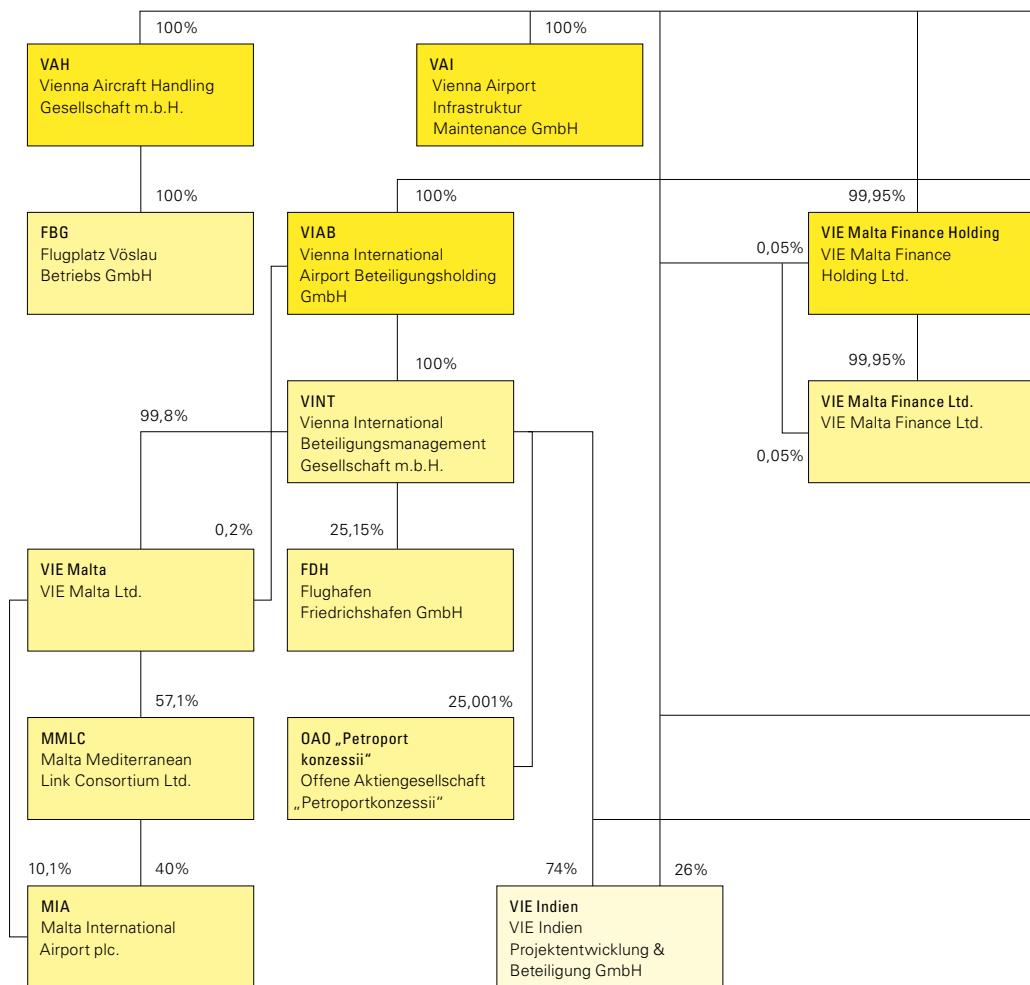 100%
100%
VAH
Vienna Aircraft Handling
Gesellschaft m.b.H.
VAI
Vienna Airport
Infrastruktur
Maintenance GmbH
100%
100%
99,95%
FBG
Flugplatz Vöslau
Betriebs GmbH
VIAB
Vienna International
Airport Beteiligungsholding
GmbH
0,05%
VIE Malta Finance Holding
VIE Malta Finance
Holding Ltd.
100%
99,95%
99,8%
VINT
Vienna International
Beteiligungsmanagement
Gesellschaft m.b.H.
VIE Malta Finance Ltd.
VIE Malta Finance Ltd.
0,05%
0,2%
25,15%
VIE Malta
VIE Malta Ltd.
FDH
Flughafen
Friedrichshafen GmbH
57,1%
25,001%
MMLC
Malta Mediterranean
Link Consortium Ltd.
OAO „Petroport
konzessii“
Offene Aktiengesellschaft
„Petroportkonzessii“
10,1%
40%
74%
26%
MIA
Malta International
Airport plc.
VIE Indien
VIE Indien
Projektentwicklung &
Beteiligung GmbH